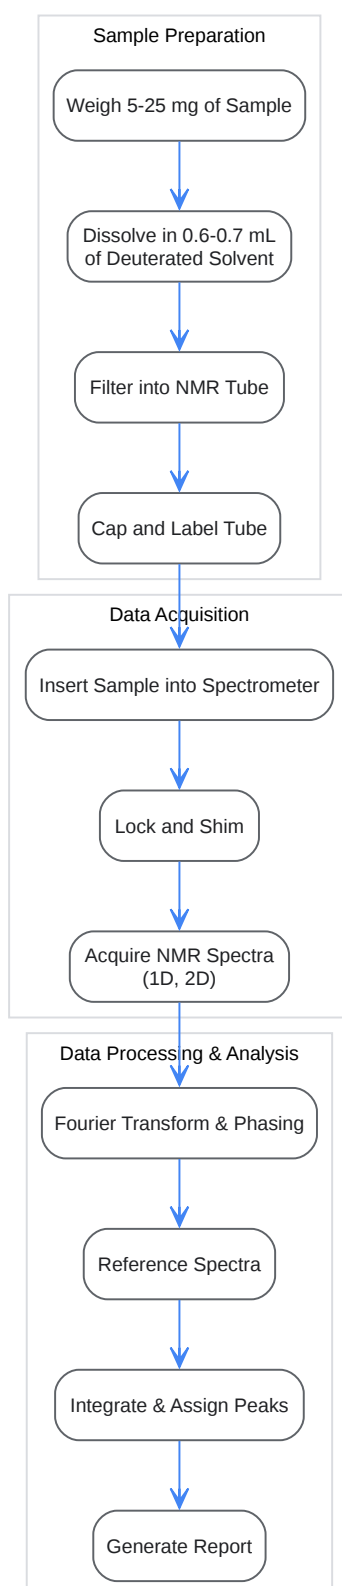 Sample Preparation
Weigh 5-25 mg of Sample
Dissolve in 0.6-0.7 mL
of Deuterated Solvent
Filter into NMR Tube
Cap and Label Tube
Data Acquisition
Insert Sample into Spectrometer
Lock and Shim
Acquire NMR Spectra
(1D, 2D)
Data Processing & Analysis
Fourier Transform & Phasing
Reference Spectra
Integrate & Assign Peaks
Generate Report